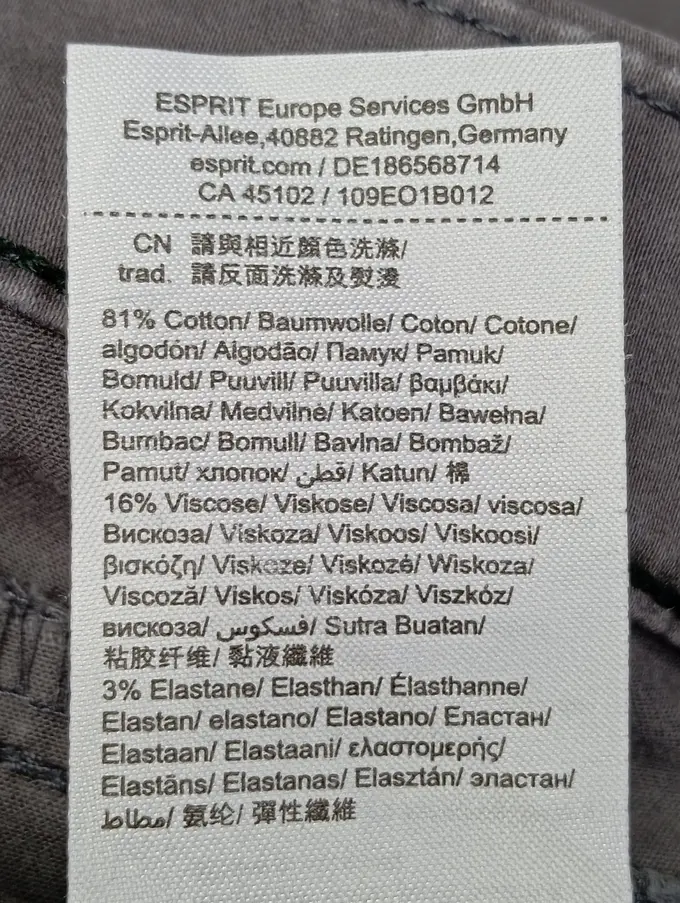 ESPRIT Europe Services GmbH
Esprit-Allee,40882 Ratingen,Germany
esprit.com / DE186568714
CA 45102 / 109EO1B012
CN 請與相近顏色洗滌/
trad. 請反面洗滌及熨燙
81% Cotton/ Baumwolle/ Coton/ Cotone/
algodón/ Algodão/ Памук/ Pamuk/
Bomuld/ Puuvill/ Puuvilla/ βαμβάκι/
Kokvilna/ Medvilnė/ Katoen/ Bawełna/
Bumbac/ Bomull/ Bavlna/ Bombaž/
Pamut/ хлопок/ قطن/ Katun/ 棉
16% Viscose/ Viskose/ Viscosa/ viscosa/
Вискоза/ Viskoza/ Viskoos/ Viskoosi/
βισκόζη/ Viskoze/ Viskozė/ Wiskoza/
Viscoză/ Viskos/ Viskóza/ Viszkóz/
вискоза/ فسكوس/ Sutra Buatan/
粘胶纤维/ 黏液纖維
3% Elastane/ Elasthan/ Élasthanne/
Elastan/ elastano/ Elastano/ Еластан/
Elastaan/ Elastaani/ ελαστομερής/
Elastāns/ Elastanas/ Elasztán/ эластан/
مطاط/ 氨纶/ 彈性纖維